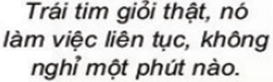 Trái tim giỏi thật, nó
làm việc liên tục, không
nghỉ một phút nào.